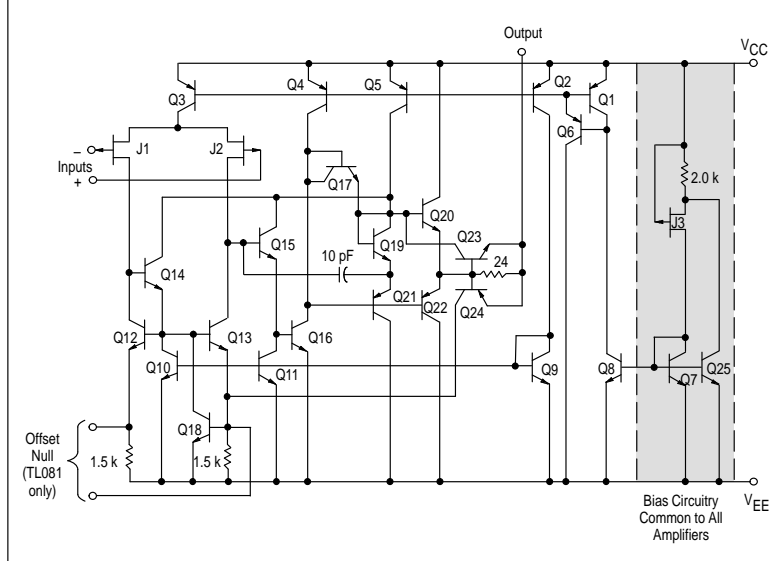 Output
VCC
Q3
Q4
Q5
Q2
Q1
Q6
–
Inputs
+
J1
J2
Q17
2.0 k
J3
Q20
Q23
Q15
Q19
10 pF
24
Q14
Q21
Q22
Q24
Q12
Q13
Q16
Q10
Q11
Q9
Q8
Q7
Q25
Offset
Null
(TL081
only)
Q18
1.5 k
1.5 k
VEE
Bias Circuitry
Common to All
Amplifiers